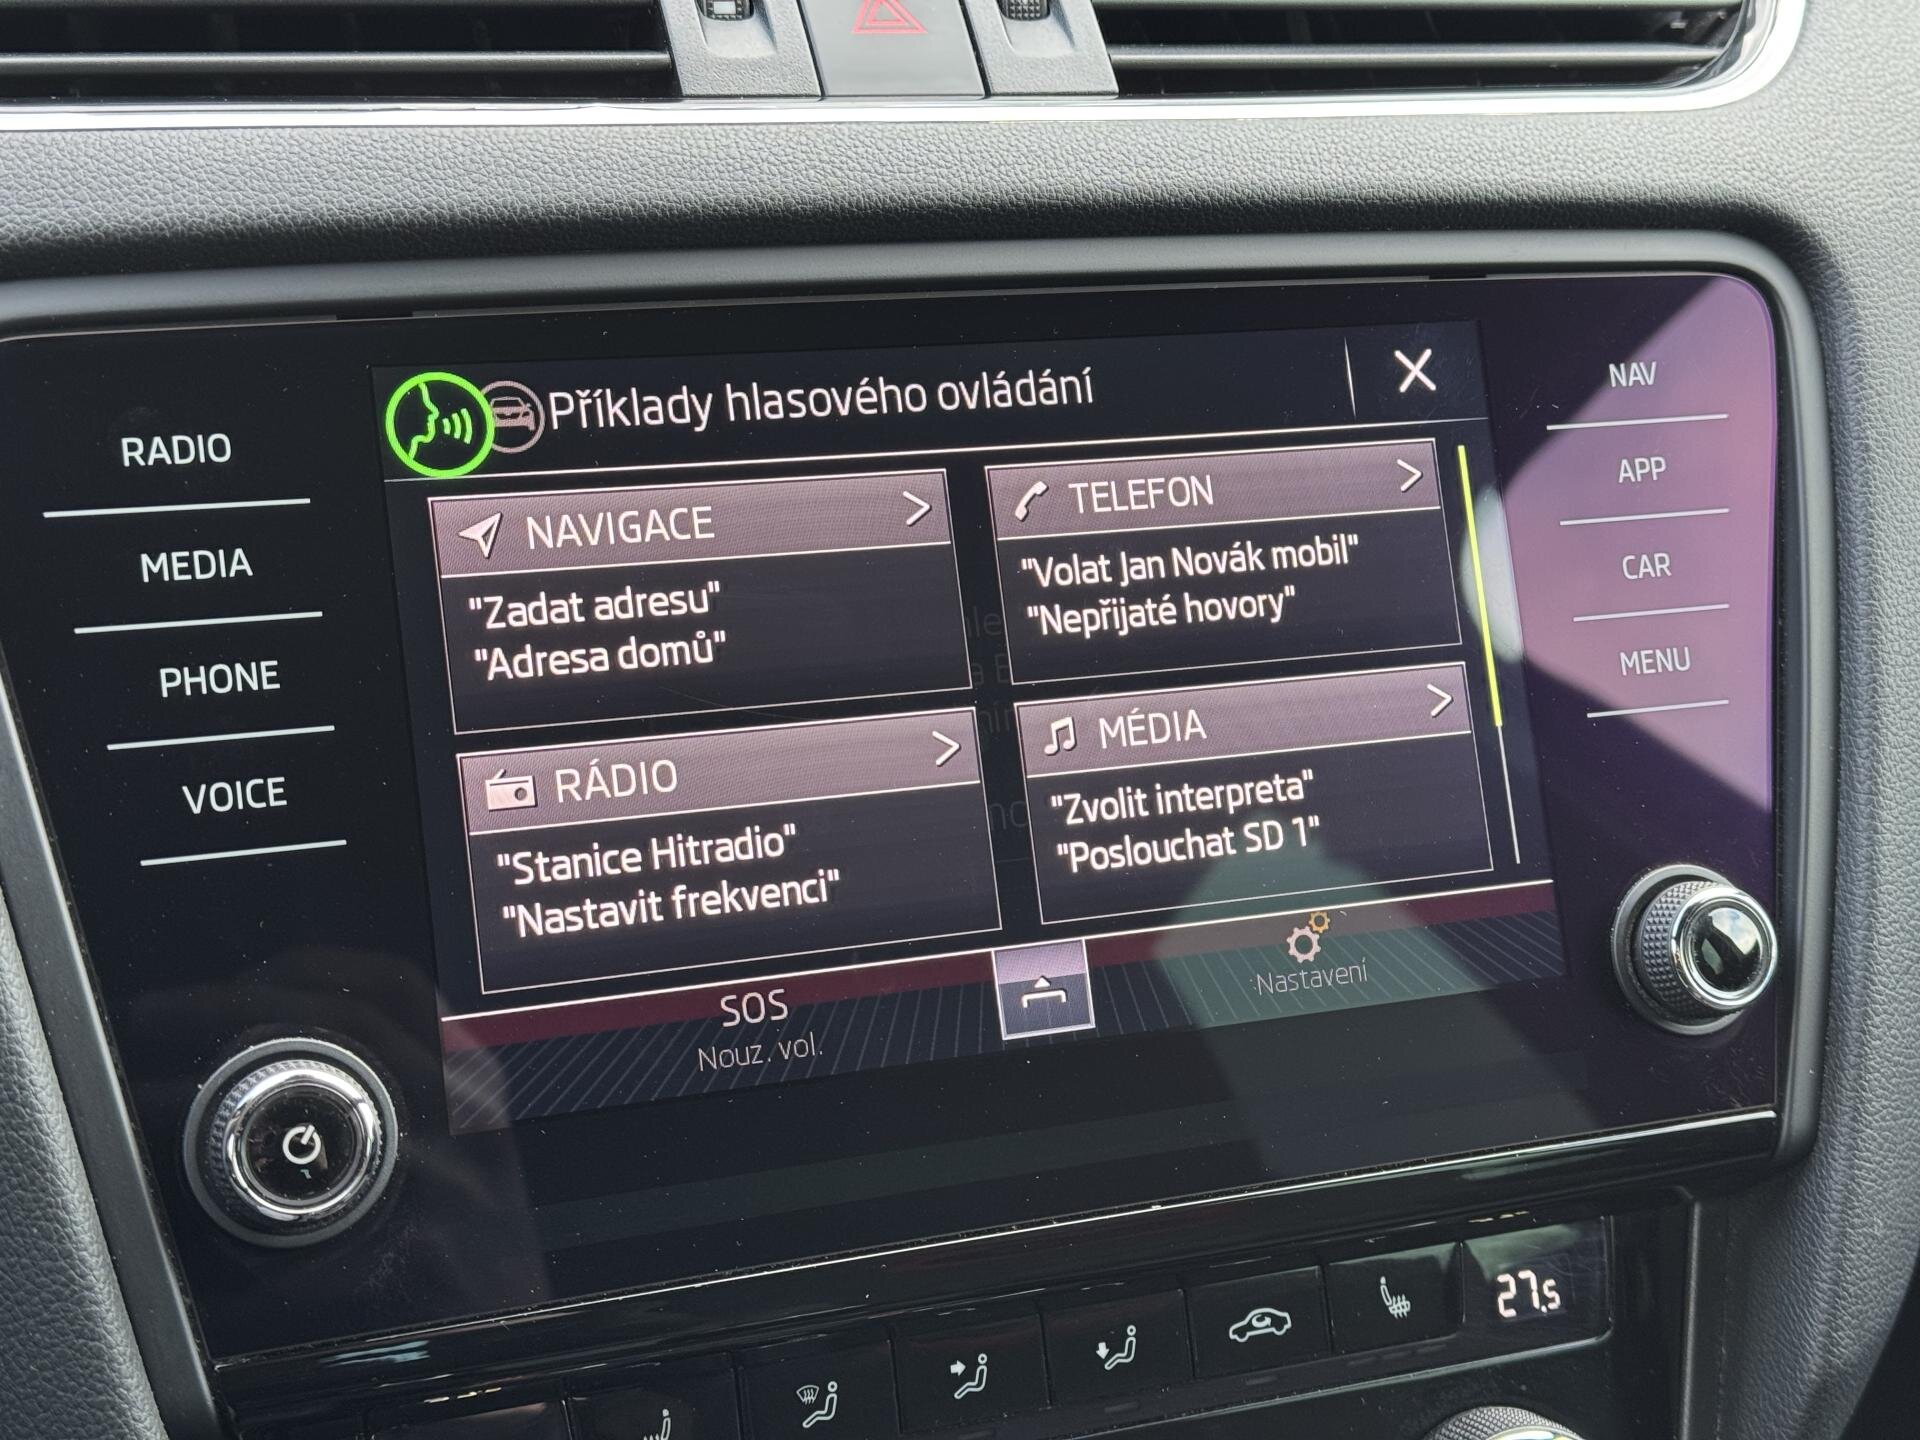 RADIO
MEDIA
PHONE
VOICE
Příklady hlasového ovládání
NAVIGACE
"Zadat adresu"
"Adresa domů"
TELEFON
"Volat Jan Novák mobil"
"Nepřijaté hovory"
RÁDIO
"Stanice Hitradio"
"Nastavit frekvenci"
MÉDIA
"Zvolit interpreta"
"Poslouchat SD 1"
SOS
Nouz. vol.
Nastavení
NAV
APP
CAR
MENU
27.5